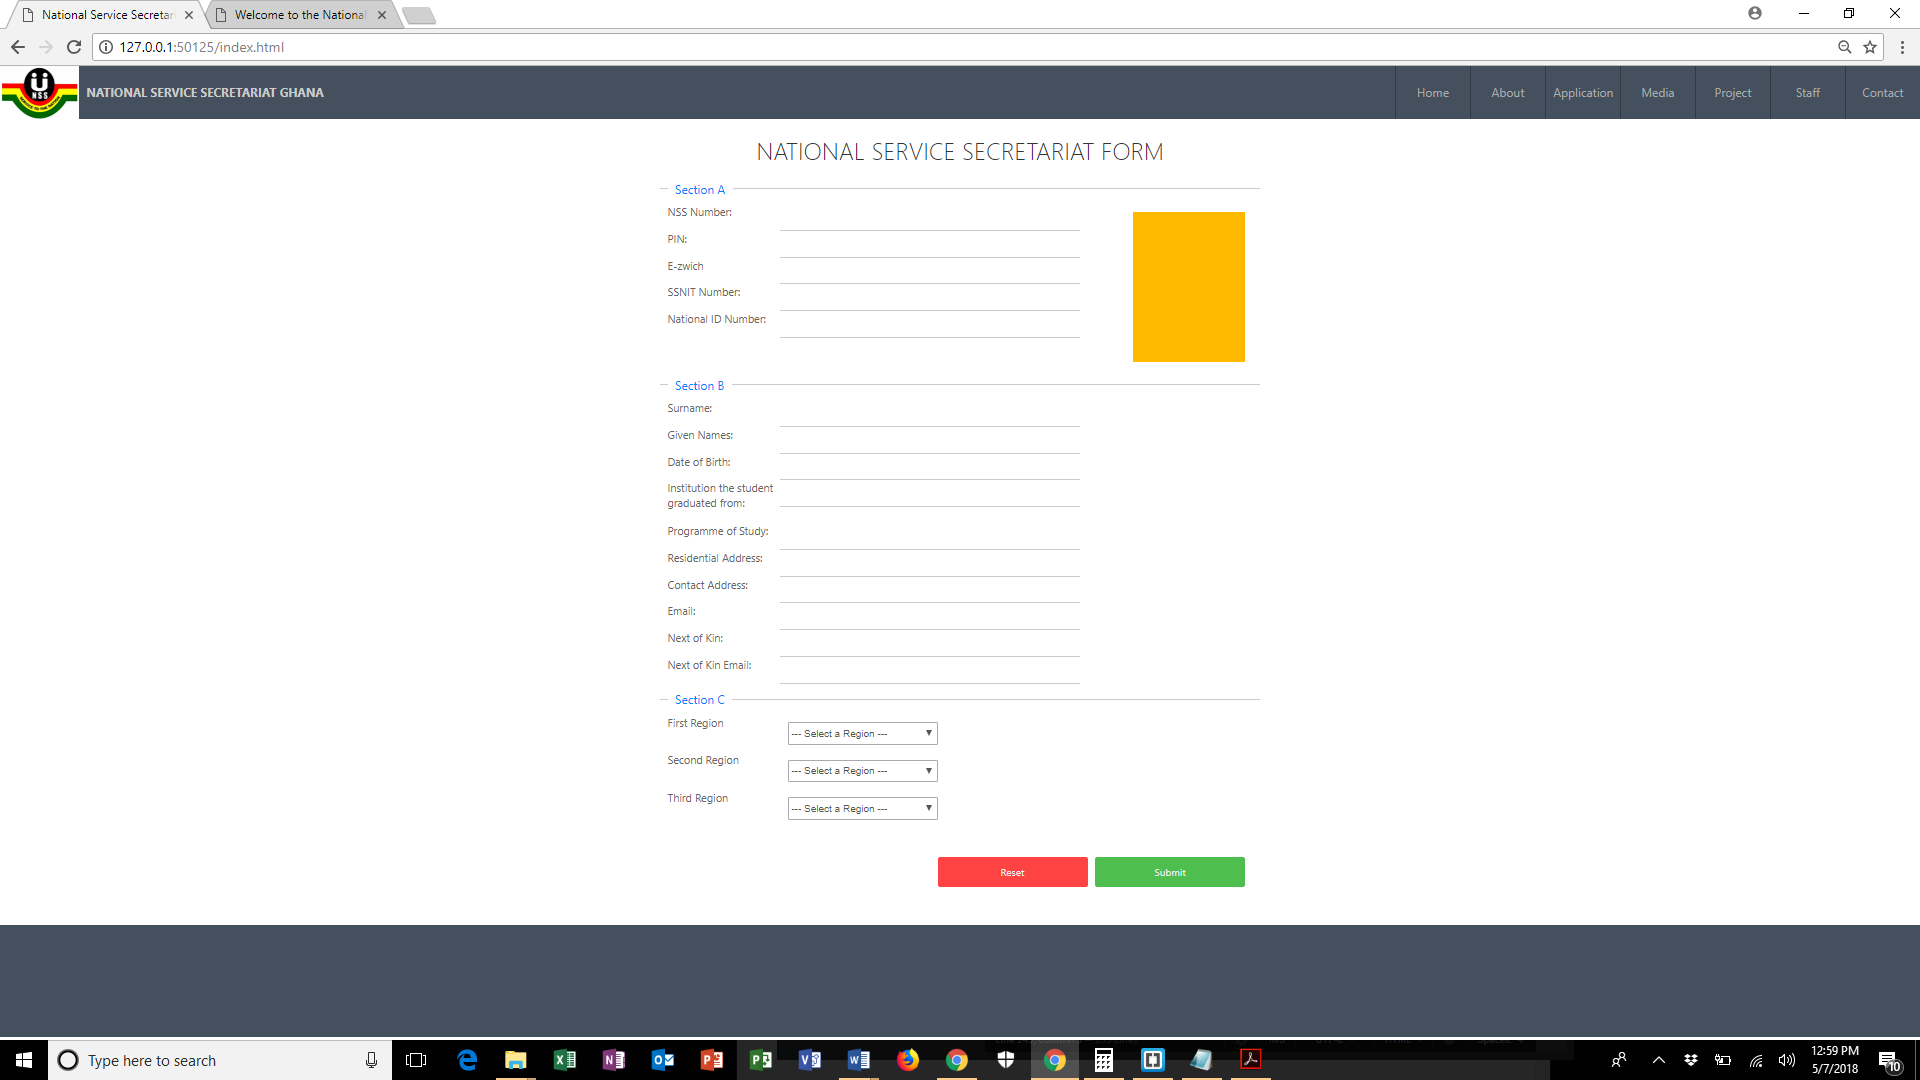 National Service Secretar
Welcome to the National
127.0.0.1:50125/index.html
Ü
NSS
NATIONAL SERVICE SECRETARIAT GHANA
Home
About
Application
Media
Project
Staff
Contact
NATIONAL SERVICE SECRETARIAT FORM
Section A
NSS Number:
PIN:
E-zwich
SSNIT Number:
National ID Number:
Section B
Surname:
Given Names:
Date of Birth:
Institution the student
graduated from:
Programme of Study:
Residential Address:
Contact Address:
Email:
Next of Kin:
Next of Kin Email:
Section C
First Region
--- Select a Region ---
Second Region
--- Select a Region ---
Third Region
--- Select a Region ---
Reset
Submit
Type here to search
12:59 PM
5/7/2018
10